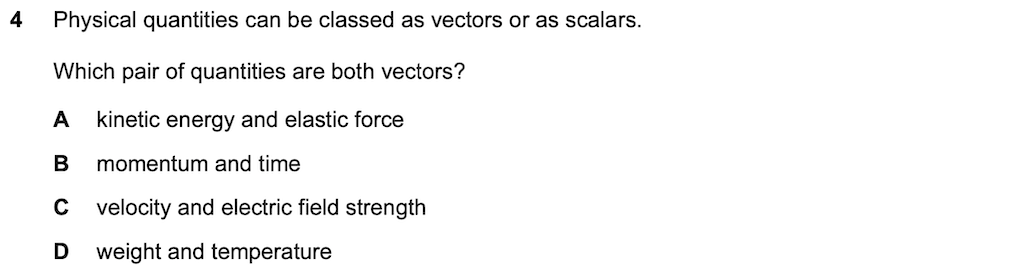 4 Physical quantities can be classed as vectors or as scalars.
Which pair of quantities are both vectors?
A kinetic energy and elastic force
B momentum and time
C velocity and electric field strength
D weight and temperature